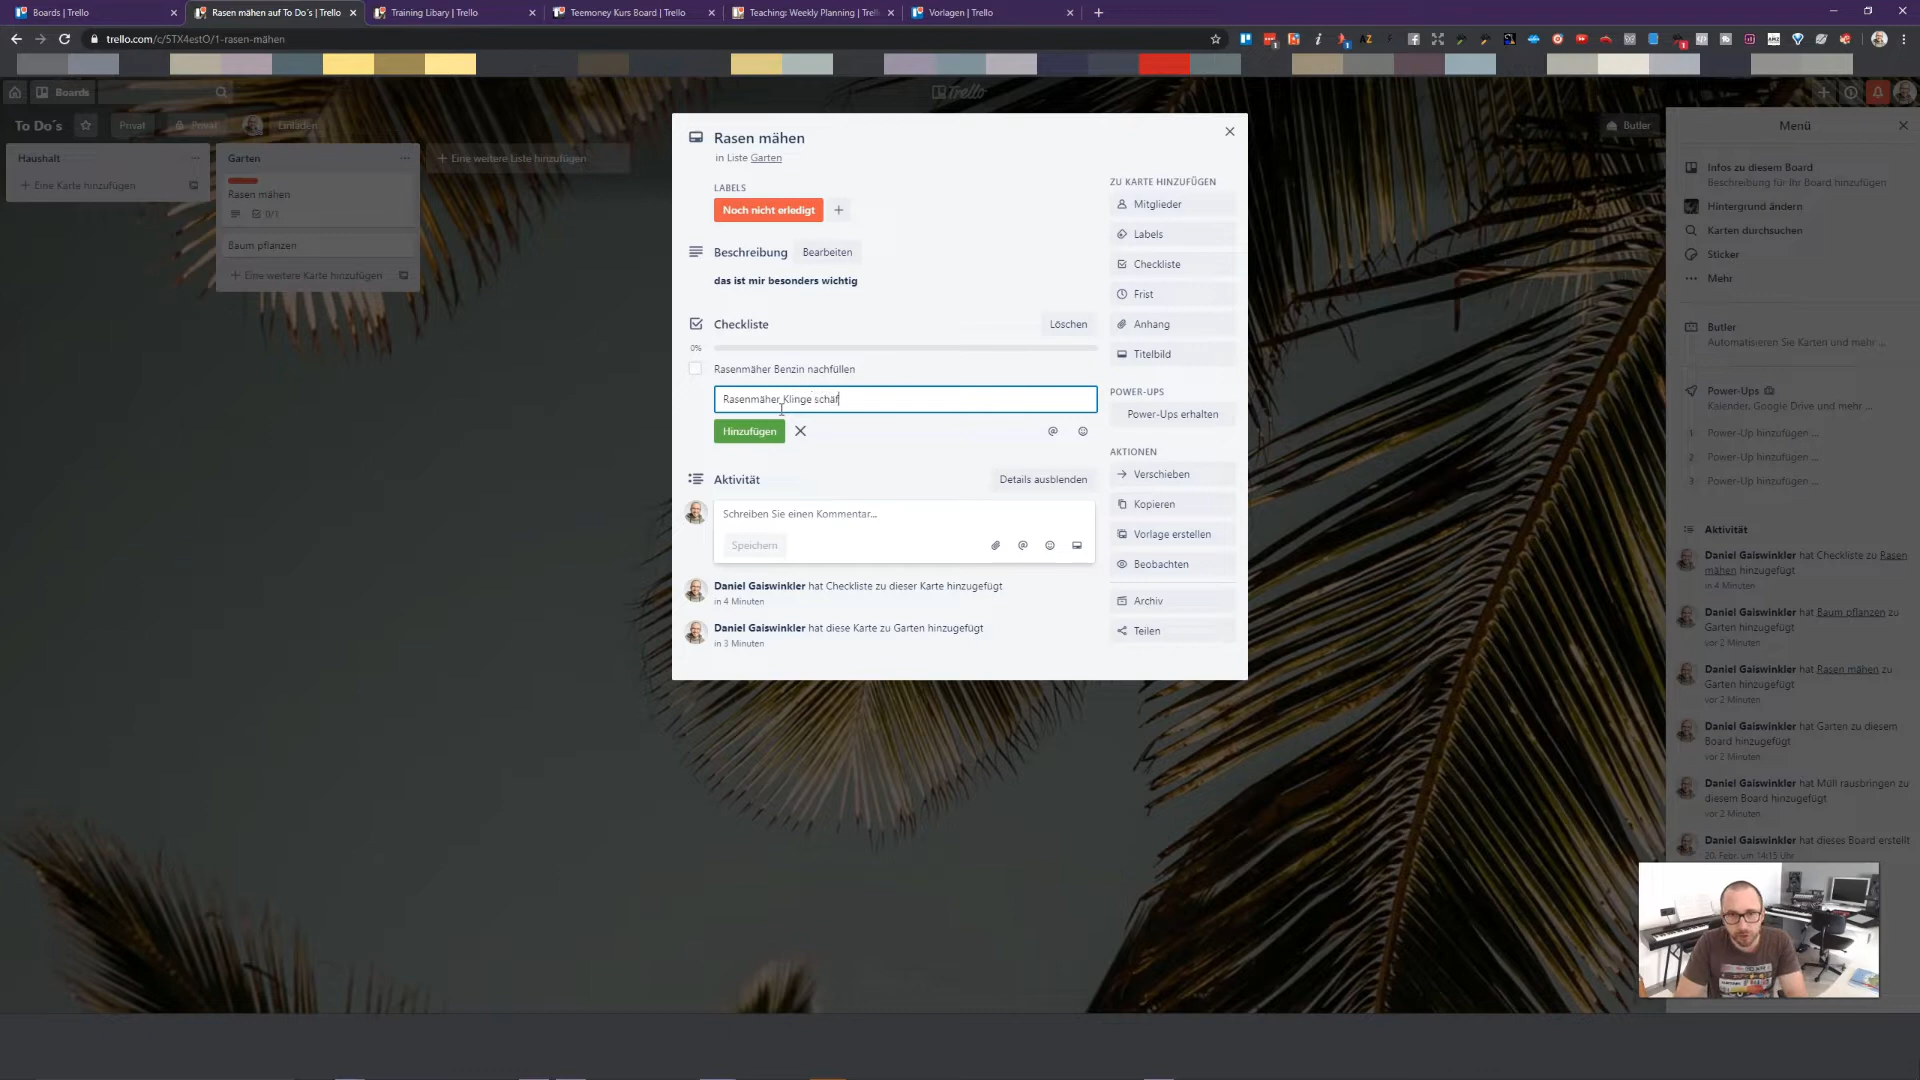 Boards | Trello
Rasen mähen auf To Do´s | Trello
Training Libary | Trello
Teemoney Kurs Board | Trello
Teaching: Weekly Planning | Trell
Vorlagen | Trello
trello.com/c/5TX4estO/1-rasen-mähen
Boards
Trello
To Do´s
Privat
Privat
Einladen
Butler
Haushalt
Eine Karte hinzufügen
Garten
Rasen mähen
0/1
Baum pflanzen
Eine weitere Karte hinzufügen
Eine weitere Liste hinzufügen
Rasen mähen
in Liste Garten
LABELS
Noch nicht erledigt
Beschreibung
Bearbeiten
das ist mir besonders wichtig
Checkliste
Löschen
0%
Rasenmäher Benzin nachfüllen
Rasenmäher Klinge schäf
Hinzufügen
Aktivität
Details ausblenden
Schreiben Sie einen Kommentar...
Speichern
Daniel Gaiswinkler hat Checkliste zu dieser Karte hinzugefügt
in 4 Minuten
Daniel Gaiswinkler hat diese Karte zu Garten hinzugefügt
in 3 Minuten
ZU KARTE HINZUFÜGEN
Mitglieder
Labels
Checkliste
Frist
Anhang
Titelbild
POWER-UPS
Power-Ups erhalten
AKTIONEN
Verschieben
Kopieren
Vorlage erstellen
Beobachten
Archiv
Teilen
Menü
Infos zu diesem Board
Beschreibung für Ihr Board hinzufügen
Hintergrund ändern
Karten durchsuchen
Sticker
Mehr
Butler
Automatisieren Sie Karten und mehr ...
Power-Ups
Kalender, Google Drive und mehr ...
1 Power-Up hinzufügen ...
2 Power-Up hinzufügen ...
3 Power-Up hinzufügen ...
Aktivität
Daniel Gaiswinkler hat Checkliste zu Rasen
mähen hinzugefügt
in 4 Minuten
Daniel Gaiswinkler hat Baum pflanzen zu
Garten hinzugefügt
vor 2 Minuten
Daniel Gaiswinkler hat Rasen mähen zu
Garten hinzugefügt
vor 2 Minuten
Daniel Gaiswinkler hat Garten zu diesem
Board hinzugefügt
vor 2 Minuten
Daniel Gaiswinkler hat Müll rausbringen zu
diesem Board hinzugefügt
vor 2 Minuten
Daniel Gaiswinkler hat dieses Board erstellt
20. Febr. um 14:15 Uhr